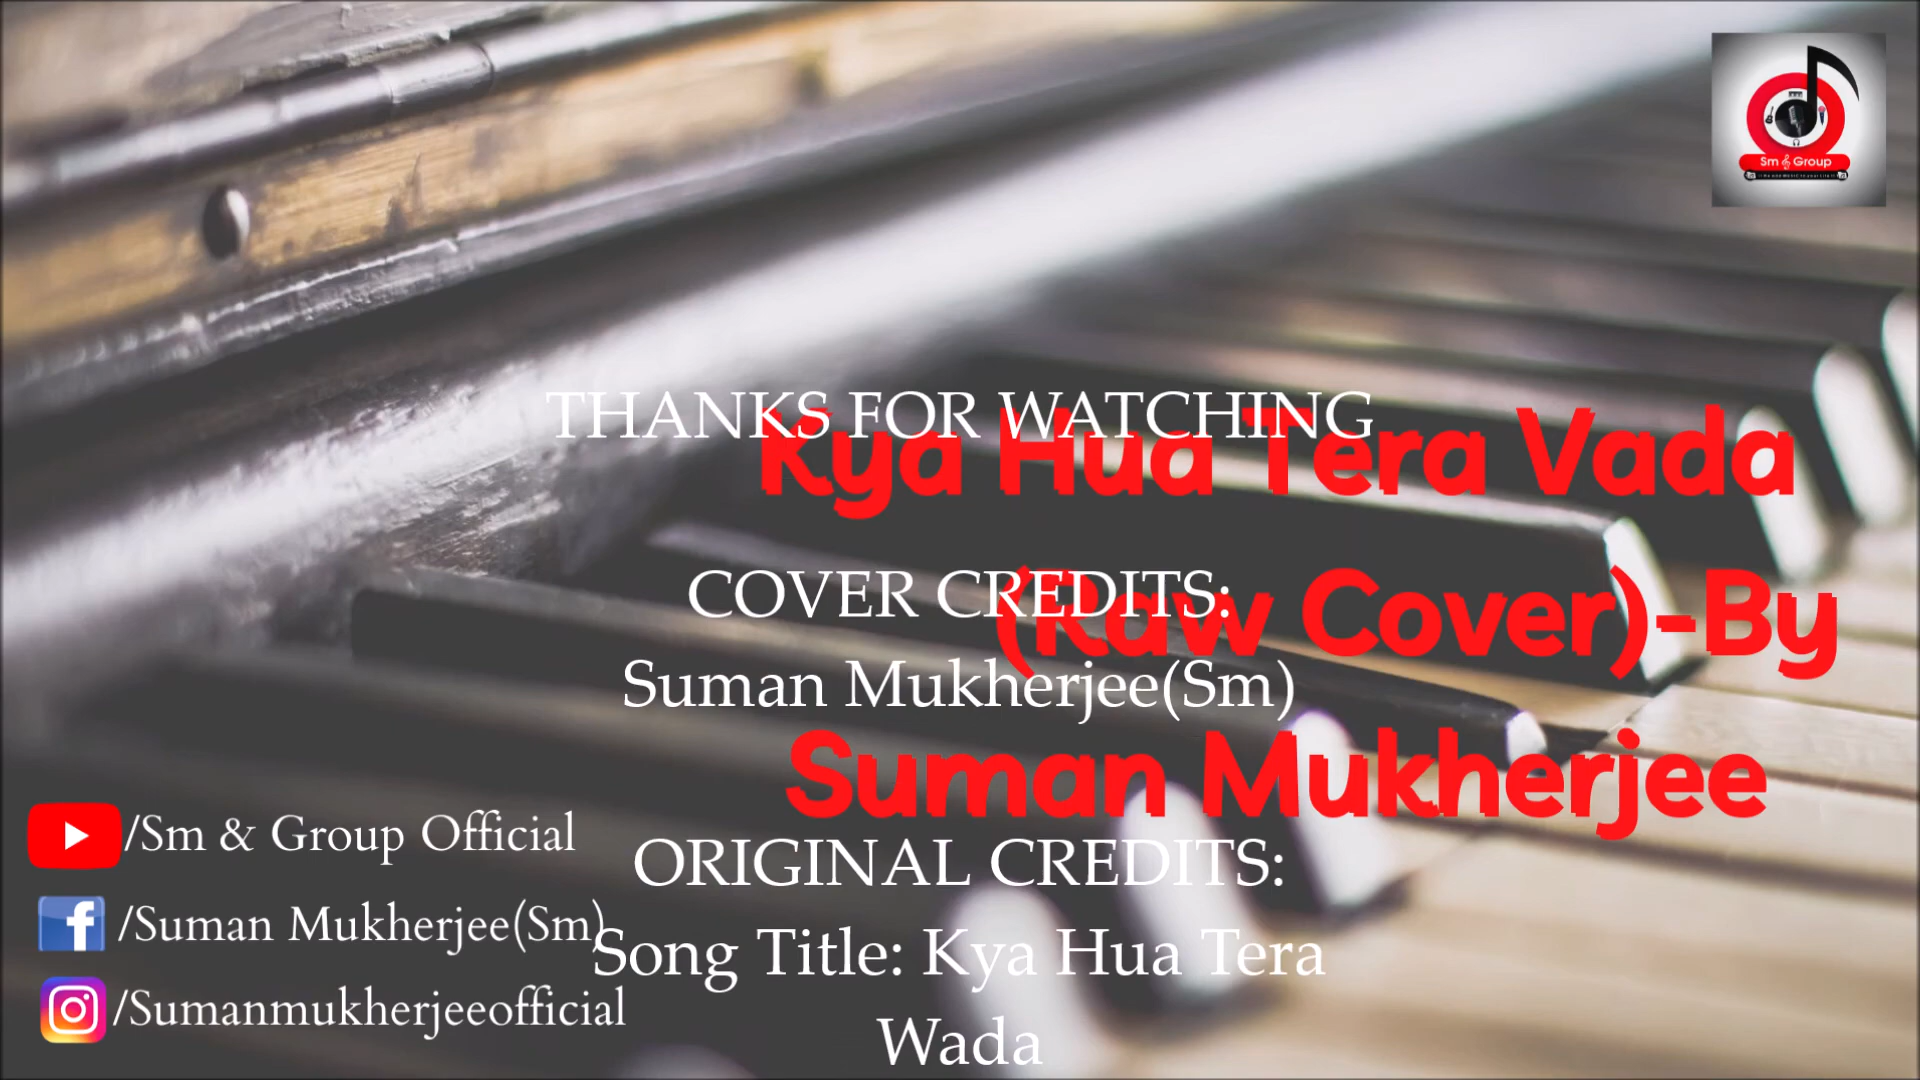 Sm & Group
THANKS FOR WATCHING
Kya Hua Tera Vada
COVER CREDITS:
(Raw Cover)-By
Suman Mukherjee(Sm)
Suman Mukherjee
ORIGINAL CREDITS:
Song Title: Kya Hua Tera
Wada
/Sm & Group Official
/Suman Mukherjee(Sm)
/Sumanmukherjeeofficial